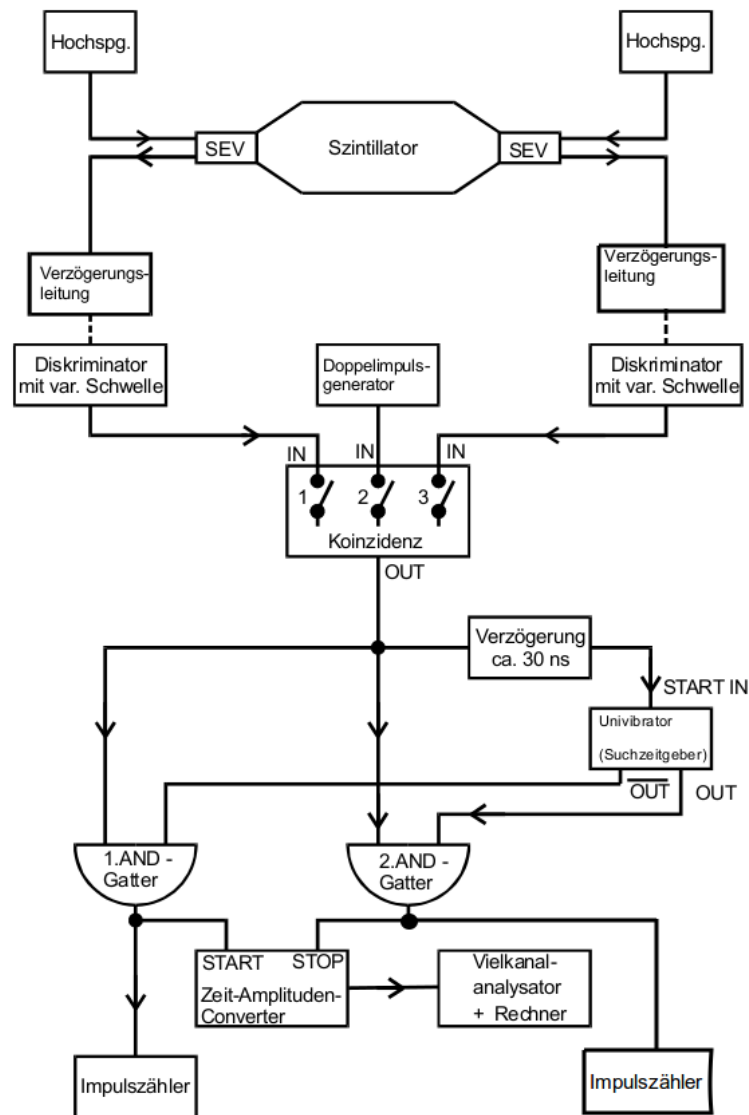 Hochspg.
Hochspg.
SEV
Szintillator
SEV
Verzögerungs-
leitung
Verzögerungs-
leitung
Diskriminator
mit var. Schwelle
Doppelimpuls-
generator
Diskriminator
mit var. Schwelle
IN
IN
IN
1
2
3
Koinzidenz
OUT
Verzögerung
ca. 30 ns
START IN
Univibrator
(Suchzeitgeber)
OUT
OUT
1.AND -
Gatter
2.AND -
Gatter
START
STOP
Zeit-Amplituden-
Converter
Vielkanal-
analysator
+ Rechner
Impulszähler
Impulszähler